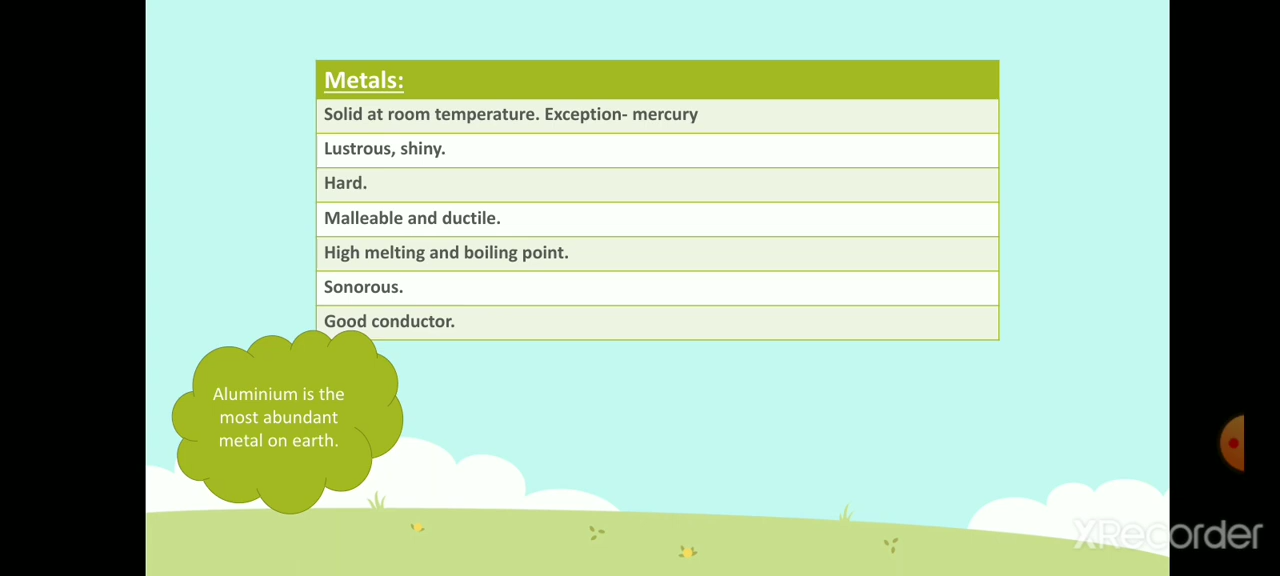 Metals:
Solid at room temperature. Exception- mercury
Lustrous, shiny.
Hard.
Malleable and ductile.
High melting and boiling point.
Sonorous.
Good conductor.
Aluminium is the
most abundant
metal on earth.
XRecorder